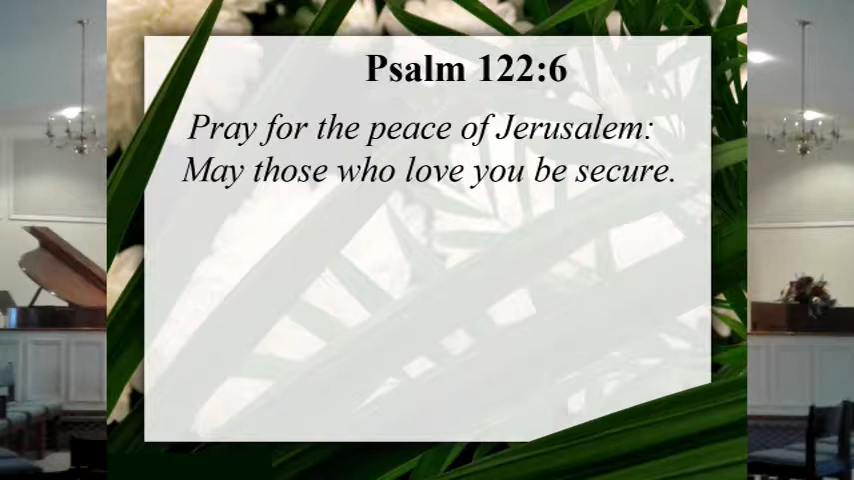 Psalm 122:6
Pray for the peace of Jerusalem:
May those who love you be secure.